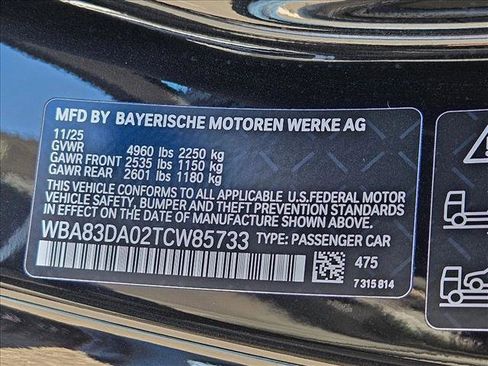 MFD BY BAYERISCHE MOTOREN WERKE AG
11/25
GVWR 4960 lbs 2250 kg
GAWR FRONT 2535 lbs 1150 kg
GAWR REAR 2601 lbs 1180 kg
THIS VEHICLE CONFORMS TO ALL APPLICABLE U.S.FEDERAL MOTOR
VEHICLE SAFETY, BUMPER AND THEFT PREVENTION STANDARDS
IN EFFECT ON THE DATE OF MANUFACTURE SHOWN ABOVE.
WBA83DA02TCW85733 TYPE: PASSENGER CAR
475
7 315 814